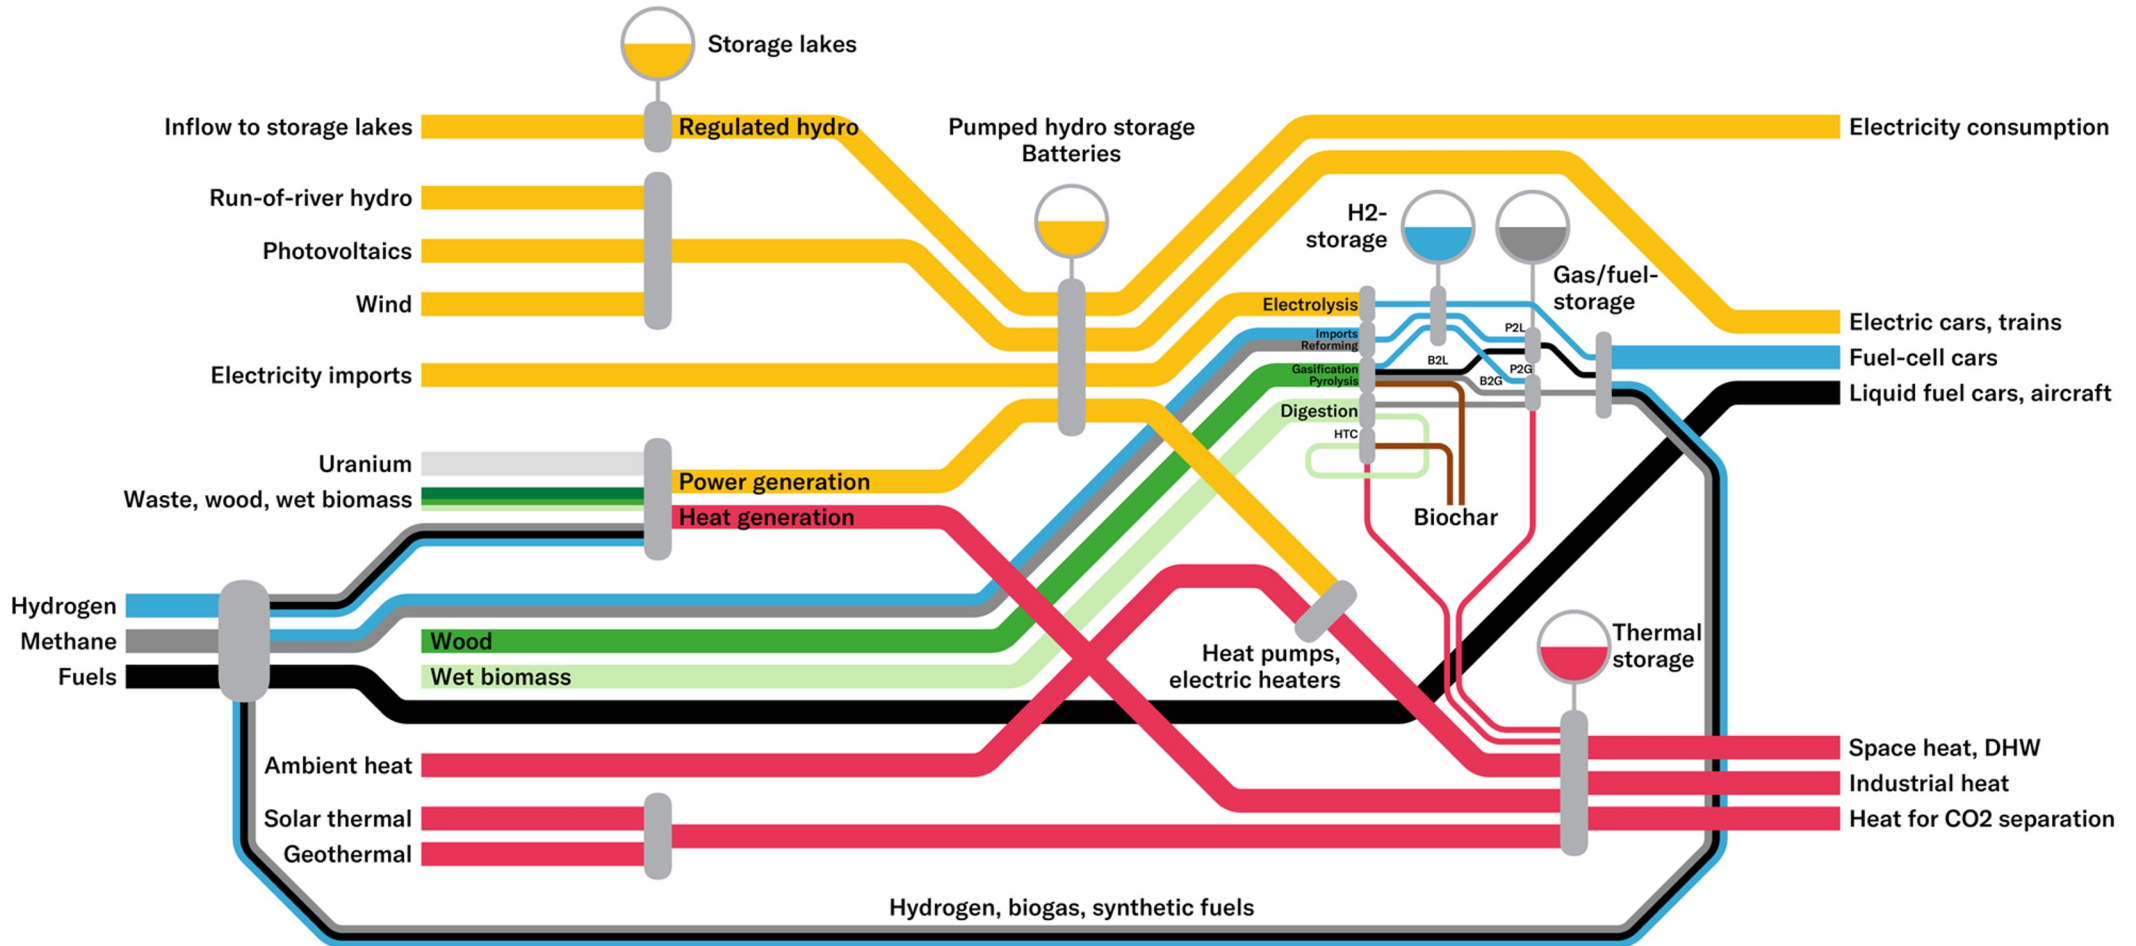 Storage lakes
Inflow to storage lakes
Regulated hydro
Pumped hydro storage
Batteries
Electricity consumption
Run-of-river hydro
Photovoltaics
Wind
H2-
storage
Gas/fuel-
storage
Electricity imports
Electrolysis
Imports
Reforming
Gasification
Pyrolysis
Digestion
HTC
P2L
B2L
P2G
B2G
Biochar
Electric cars, trains
Fuel-cell cars
Liquid fuel cars, aircraft
Uranium
Waste, wood, wet biomass
Power generation
Heat generation
Hydrogen
Methane
Fuels
Wood
Wet biomass
Heat pumps,
electric heaters
Thermal
storage
Ambient heat
Solar thermal
Geothermal
Space heat, DHW
Industrial heat
Heat for CO2 separation
Hydrogen, biogas, synthetic fuels